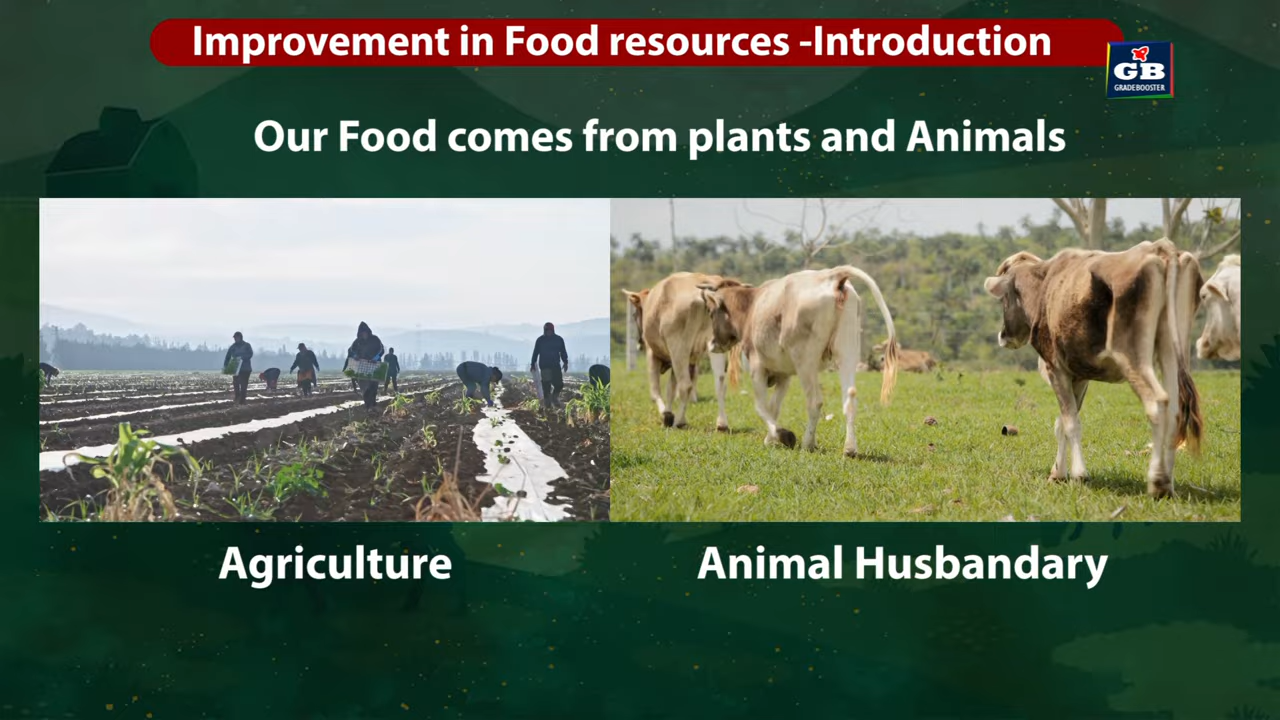 Improvement in Food resources -Introduction
GB
GRADEBOOSTER
Our Food comes from plants and Animals
Agriculture
Animal Husbandary